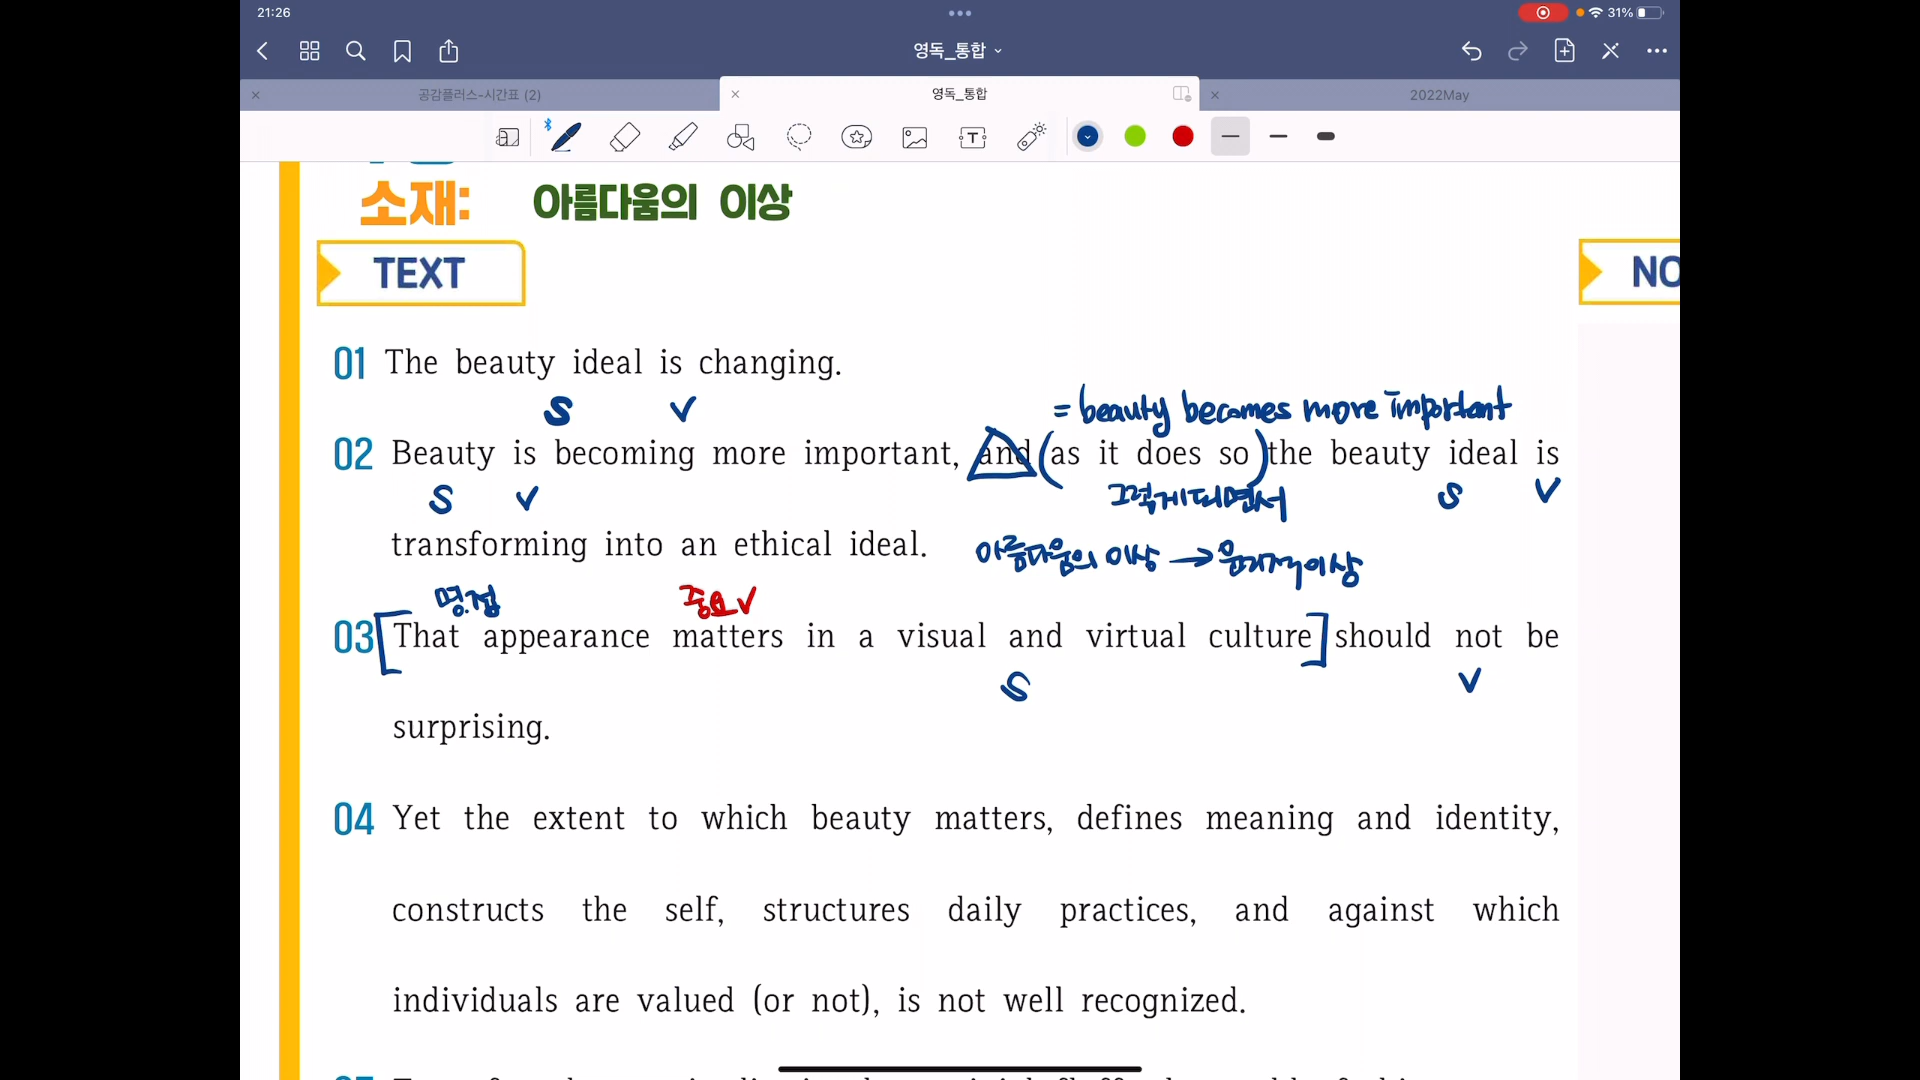 21:26
31%
영독_통합
공감플러스-시간표 (2)
영독_통합
2022May
소재: 아름다움의 이상
TEXT
NO
01 The beauty ideal is changing.
S V
= beauty becomes more important
02 Beauty is becoming more important, and (as it does so) the beauty ideal is
S V 그렇게 되면서 S V
transforming into an ethical ideal. 아름다움의 이상 → 윤리적 이상
명.접 중요 V
03 [That appearance matters in a visual and virtual culture] should not be
S V
surprising.
04 Yet the extent to which beauty matters, defines meaning and identity,
constructs the self, structures daily practices, and against which
individuals are valued (or not), is not well recognized.